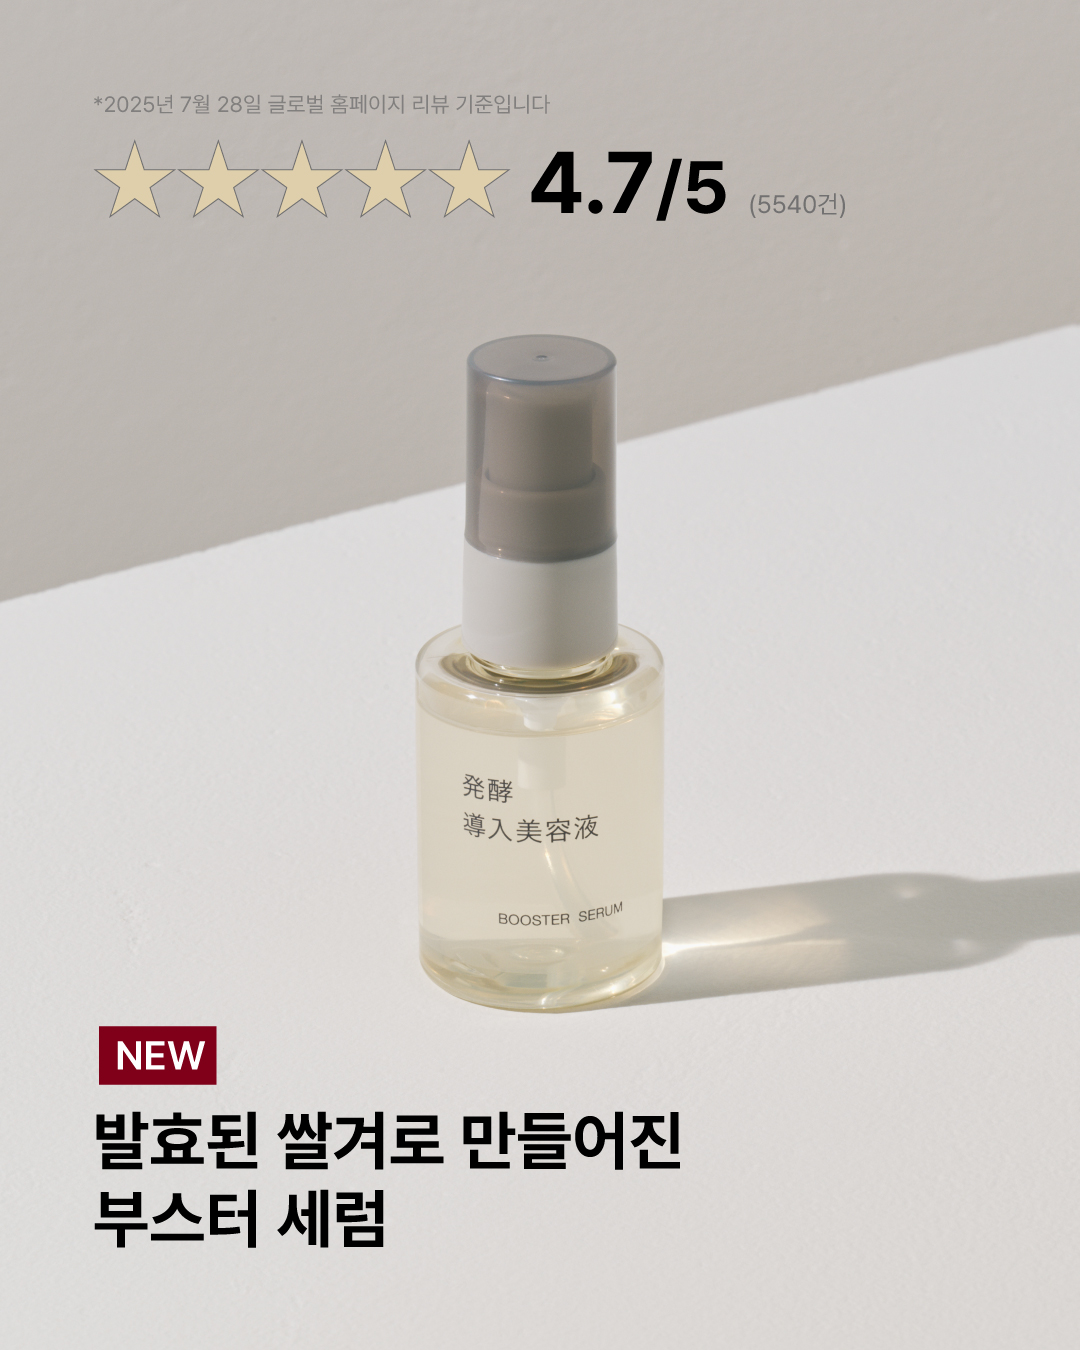 *2025년 7월 28일 글로벌 홈페이지 리뷰 기준입니다
4.7/5 (5540건)
発酵
導入美容液
BOOSTER SERUM
NEW
발효된 쌀겨로 만들어진
부스터 세럼